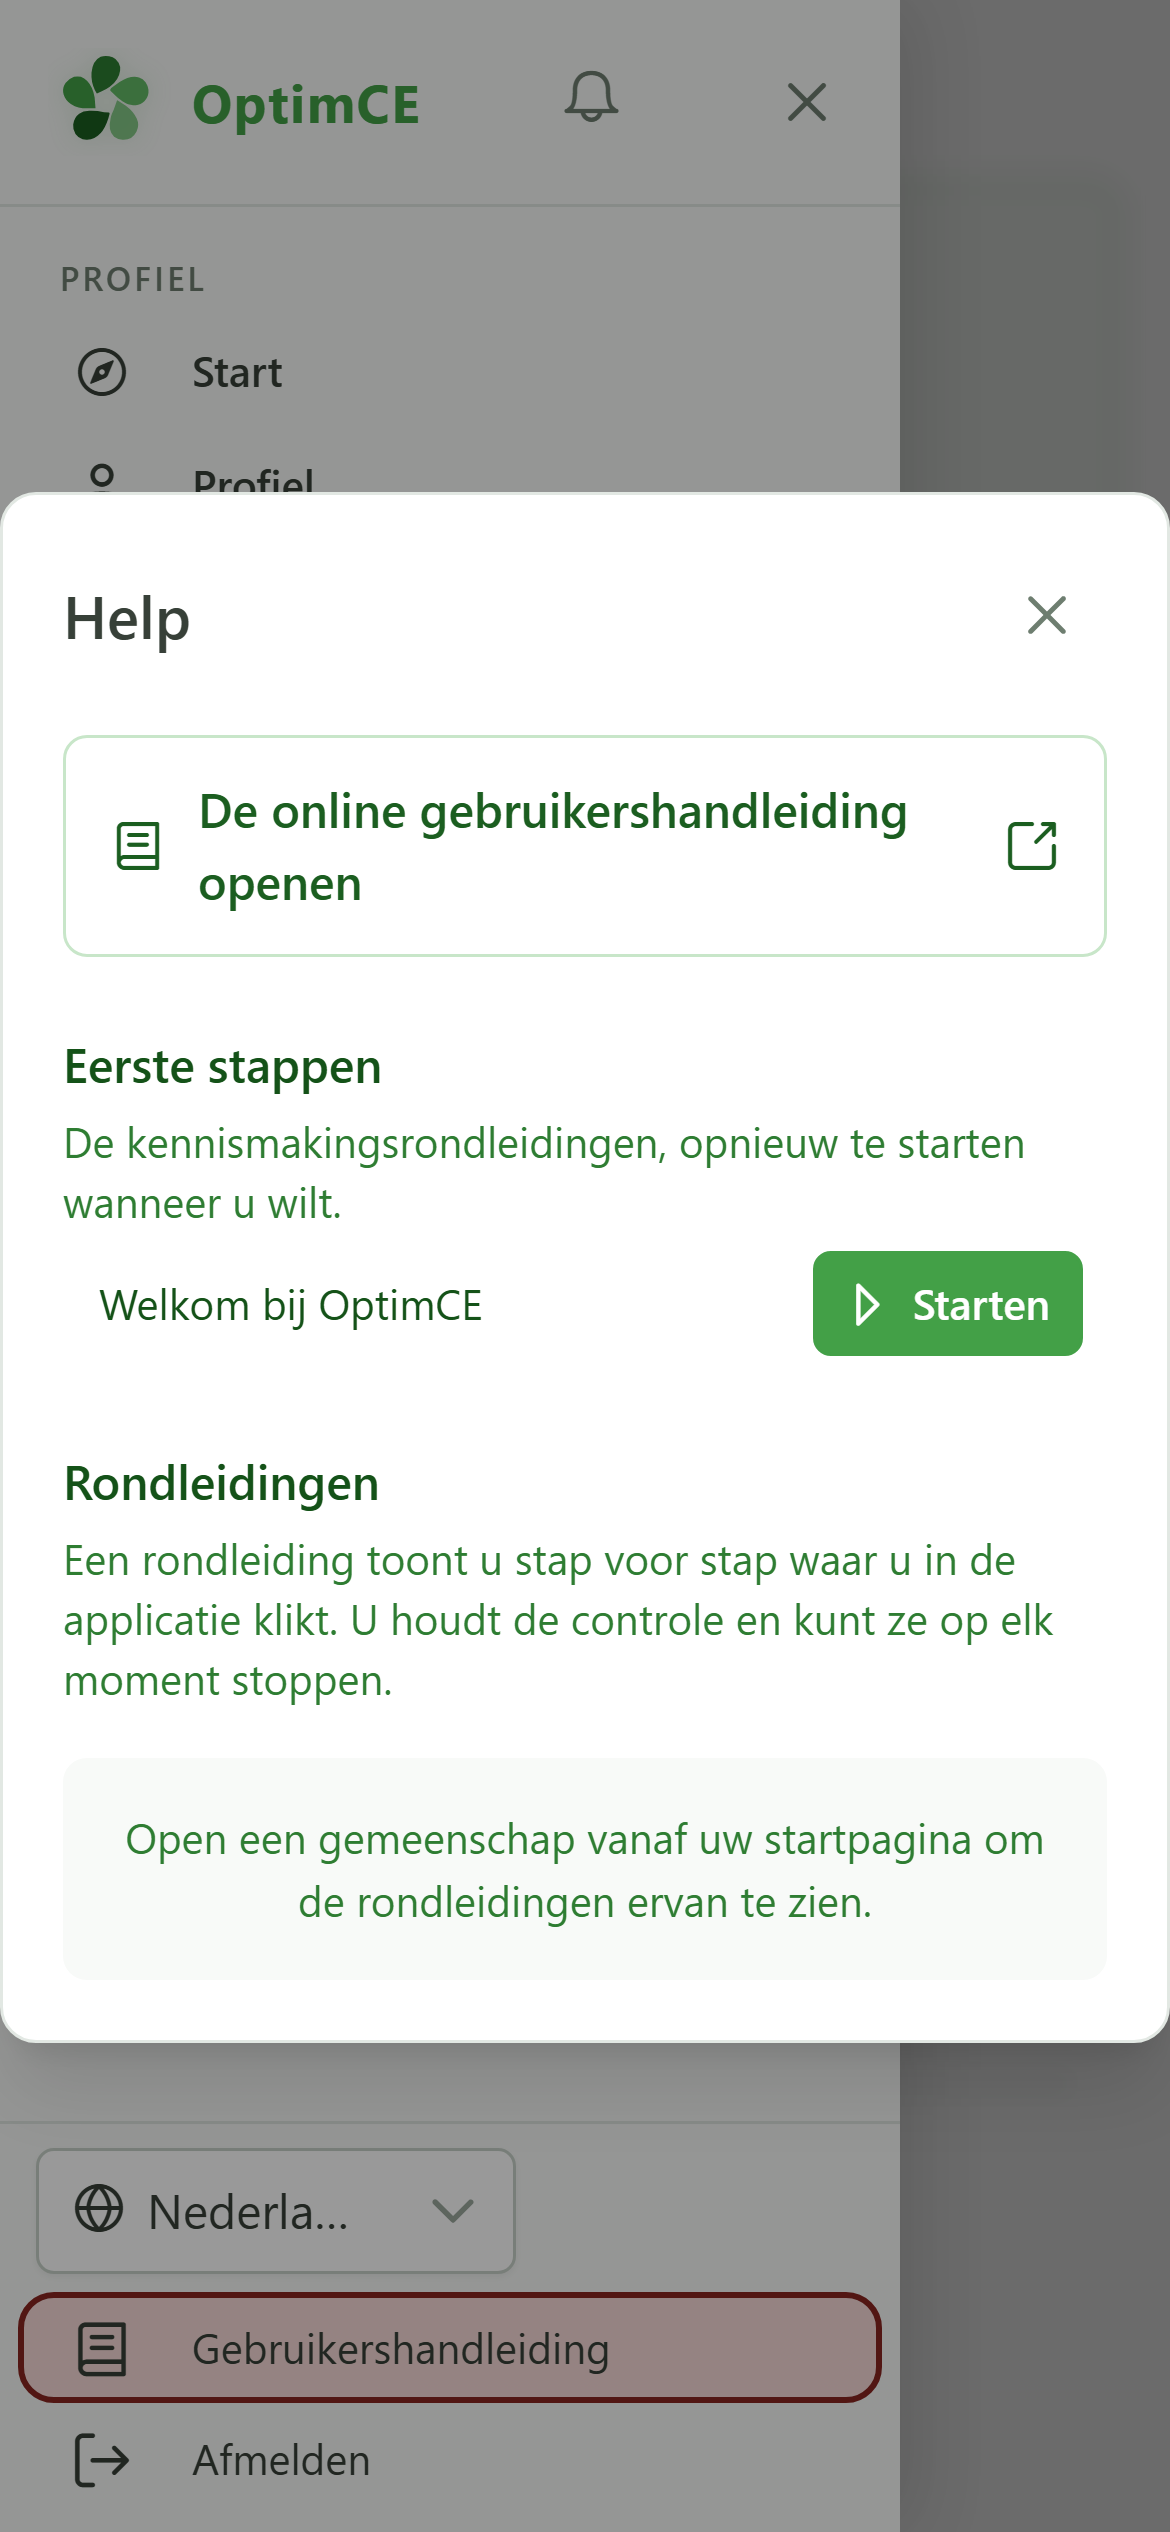 OptimCE
PROFIEL
Start
Profiel
Help
De online gebruikershandleiding
openen
Eerste stappen
De kennismakingsrondleidingen, opnieuw te starten
wanneer u wilt.
Welkom bij OptimCE
Starten
Rondleidingen
Een rondleiding toont u stap voor stap waar u in de
applicatie klikt. U houdt de controle en kunt ze op elk
moment stoppen.
Open een gemeenschap vanaf uw startpagina om
de rondleidingen ervan te zien.
Nederla...
Gebruikershandleiding
Afmelden